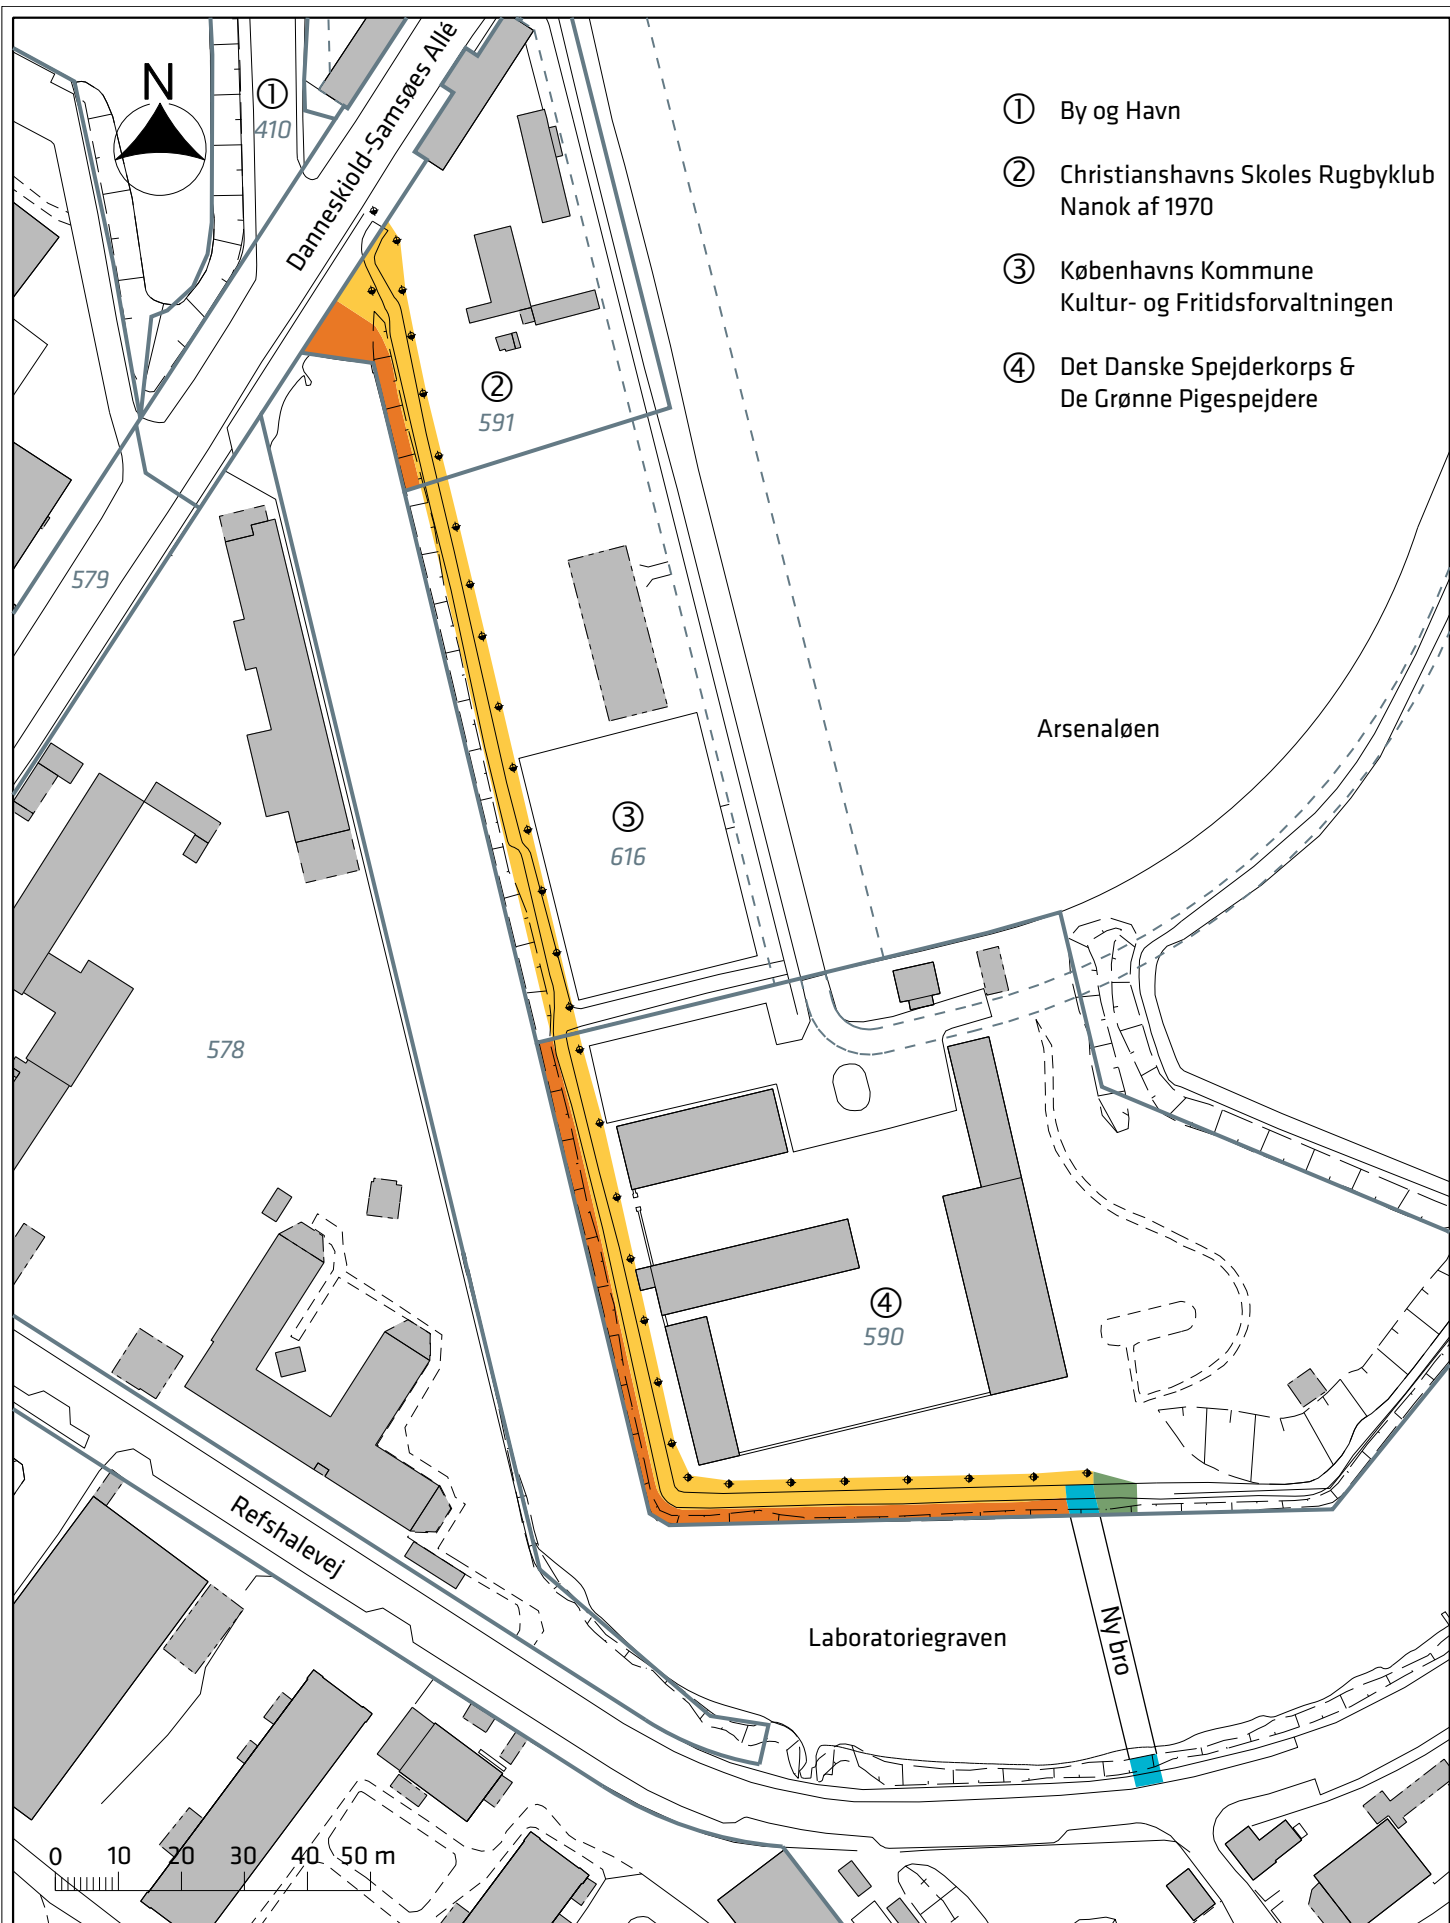 N
①
410
Danneskiold-Samsøes Allé
① By og Havn
② Christianshavns Skoles Rugbyklub
Nanok af 1970
③ Københavns Kommune
Kultur- og Fritidsforvaltningen
④ Det Danske Spejderkorps &
De Grønne Pigespejdere
②
591
579
Arsenaløen
③
616
578
④
590
Refshalevej
Ny bro
Laboratoriegraven
0 10 20 30 40 50 m